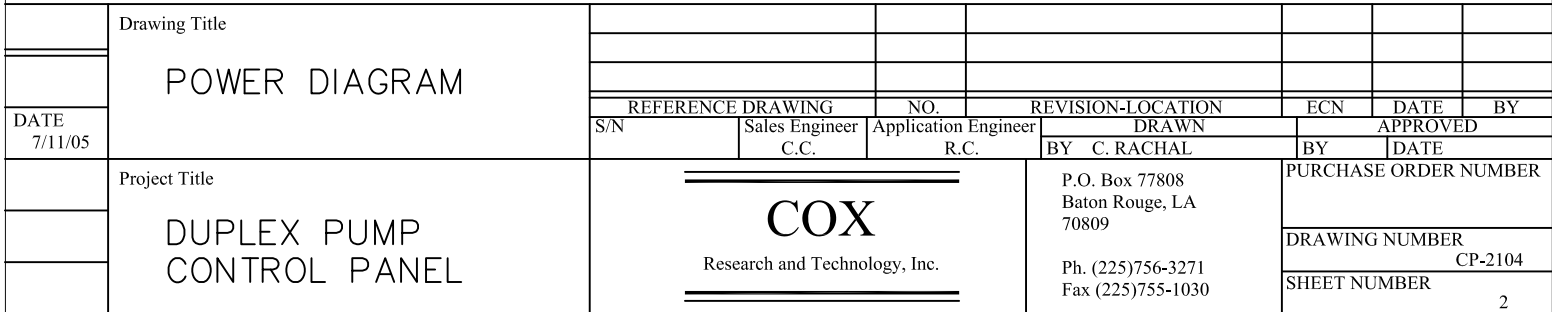 Drawing Title
POWER DIAGRAM
DATE
7/11/05
REFERENCE DRAWING NO. REVISION-LOCATION ECN DATE BY
S/N Sales Engineer Application Engineer DRAWN APPROVED
C.C. R.C. BY C. RACHAL BY DATE
Project Title
DUPLEX PUMP
CONTROL PANEL
COX
Research and Technology, Inc.
P.O. Box 77808
Baton Rouge, LA
70809
Ph. (225)756-3271
Fax (225)755-1030
PURCHASE ORDER NUMBER
DRAWING NUMBER
CP-2104
SHEET NUMBER
2